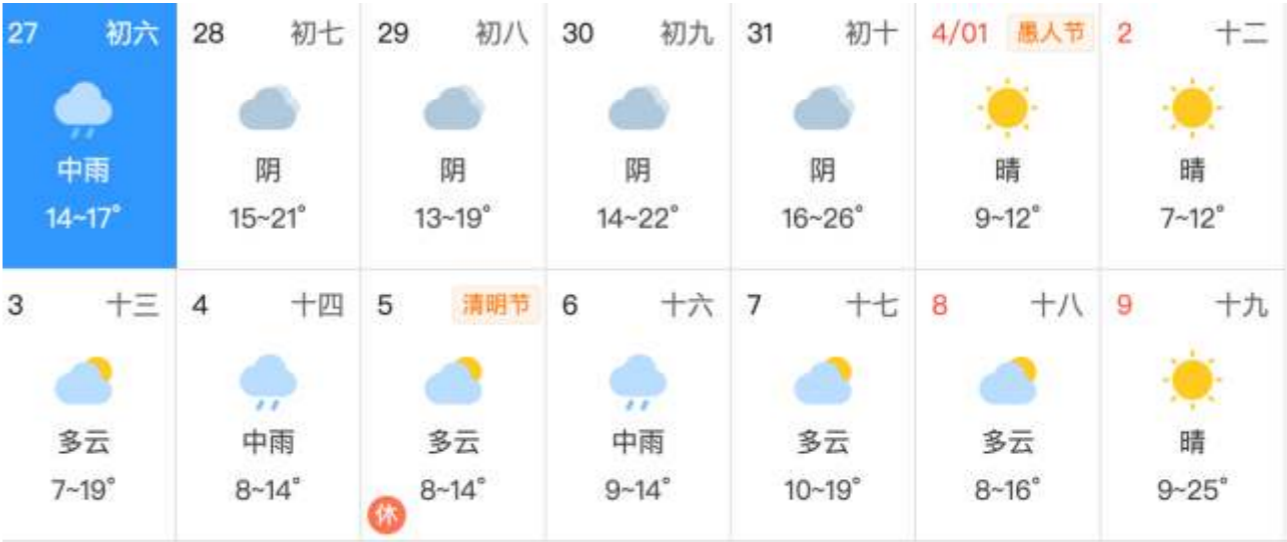 27 初六 28 初七 29 初八 30 初九 31 初十 4/01 愚人节 2 十二
中雨 阴 阴 阴 阴 晴 晴
14~17° 15~21° 13~19° 14~22° 16~26° 9~12° 7~12°
3 十三 4 十四 5 清明节 6 十六 7 十七 8 十八 9 十九
多云 中雨 多云 中雨 多云 多云 晴
7~19° 8~14° 8~14° 9~14° 10~19° 8~16° 9~25°
休